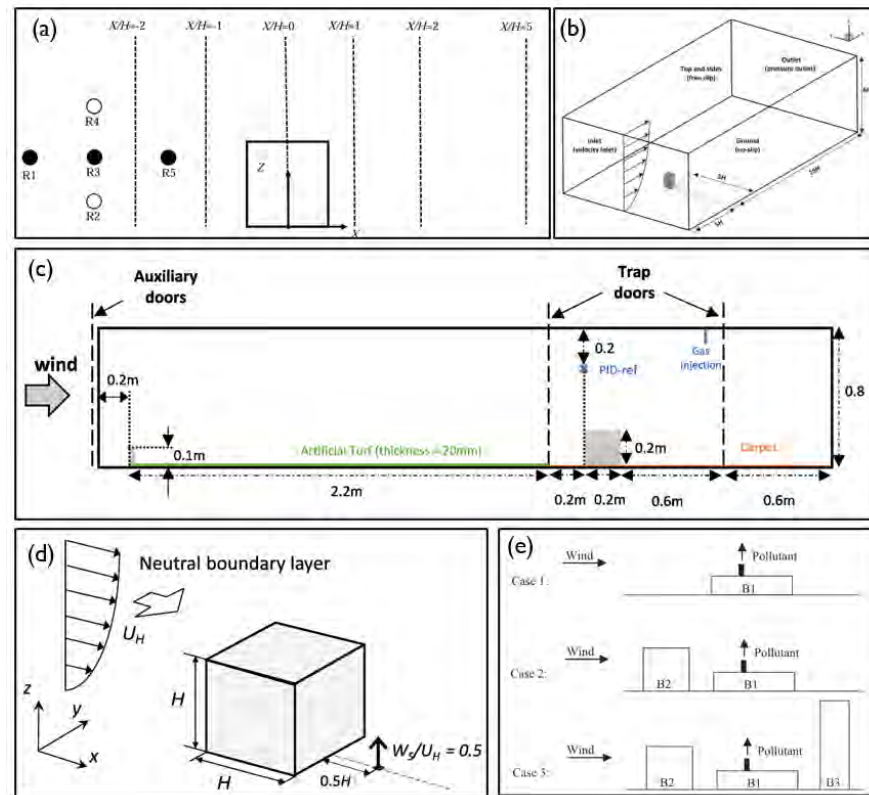 (a)
X/H=-2 X/H=-1 X/H=0 X/H=1 X/H=2 X/H=5
R4
R1 R3 R5
R2
Z
X
(b)
Outlet
(pressure outlet)
Top and sides
(free slip)
Inlet
(velocity inlet)
Ground
(no-slip)
5H
5H
(c)
Auxiliary
doors
Trap
doors
wind
0.2m
0.2
PID-ref
Gas
injection
0.8
0.1m
Artificial Turf (thickness=20mm)
0.2m
Carpet
2.2m
0.2m 0.2m 0.6m 0.6m
(d)
Neutral boundary layer
U_H
z
y
x
H
H
0.5H
W_s/U_H = 0.5
(e)
Wind
Pollutant
Case 1:
B1
Wind
Pollutant
Case 2:
B2 B1
Wind
Pollutant
Case 3:
B2 B1 B3